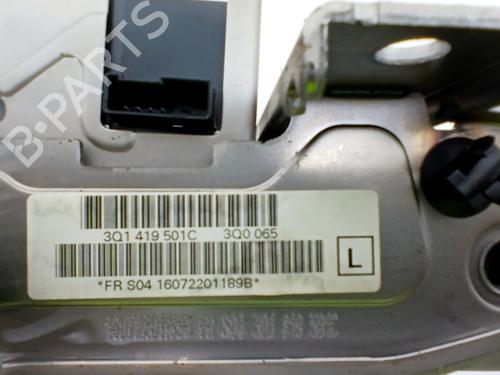 B-PARTS
3Q1 419 501C 3Q0 065
L
*FR S04 16072201189B*